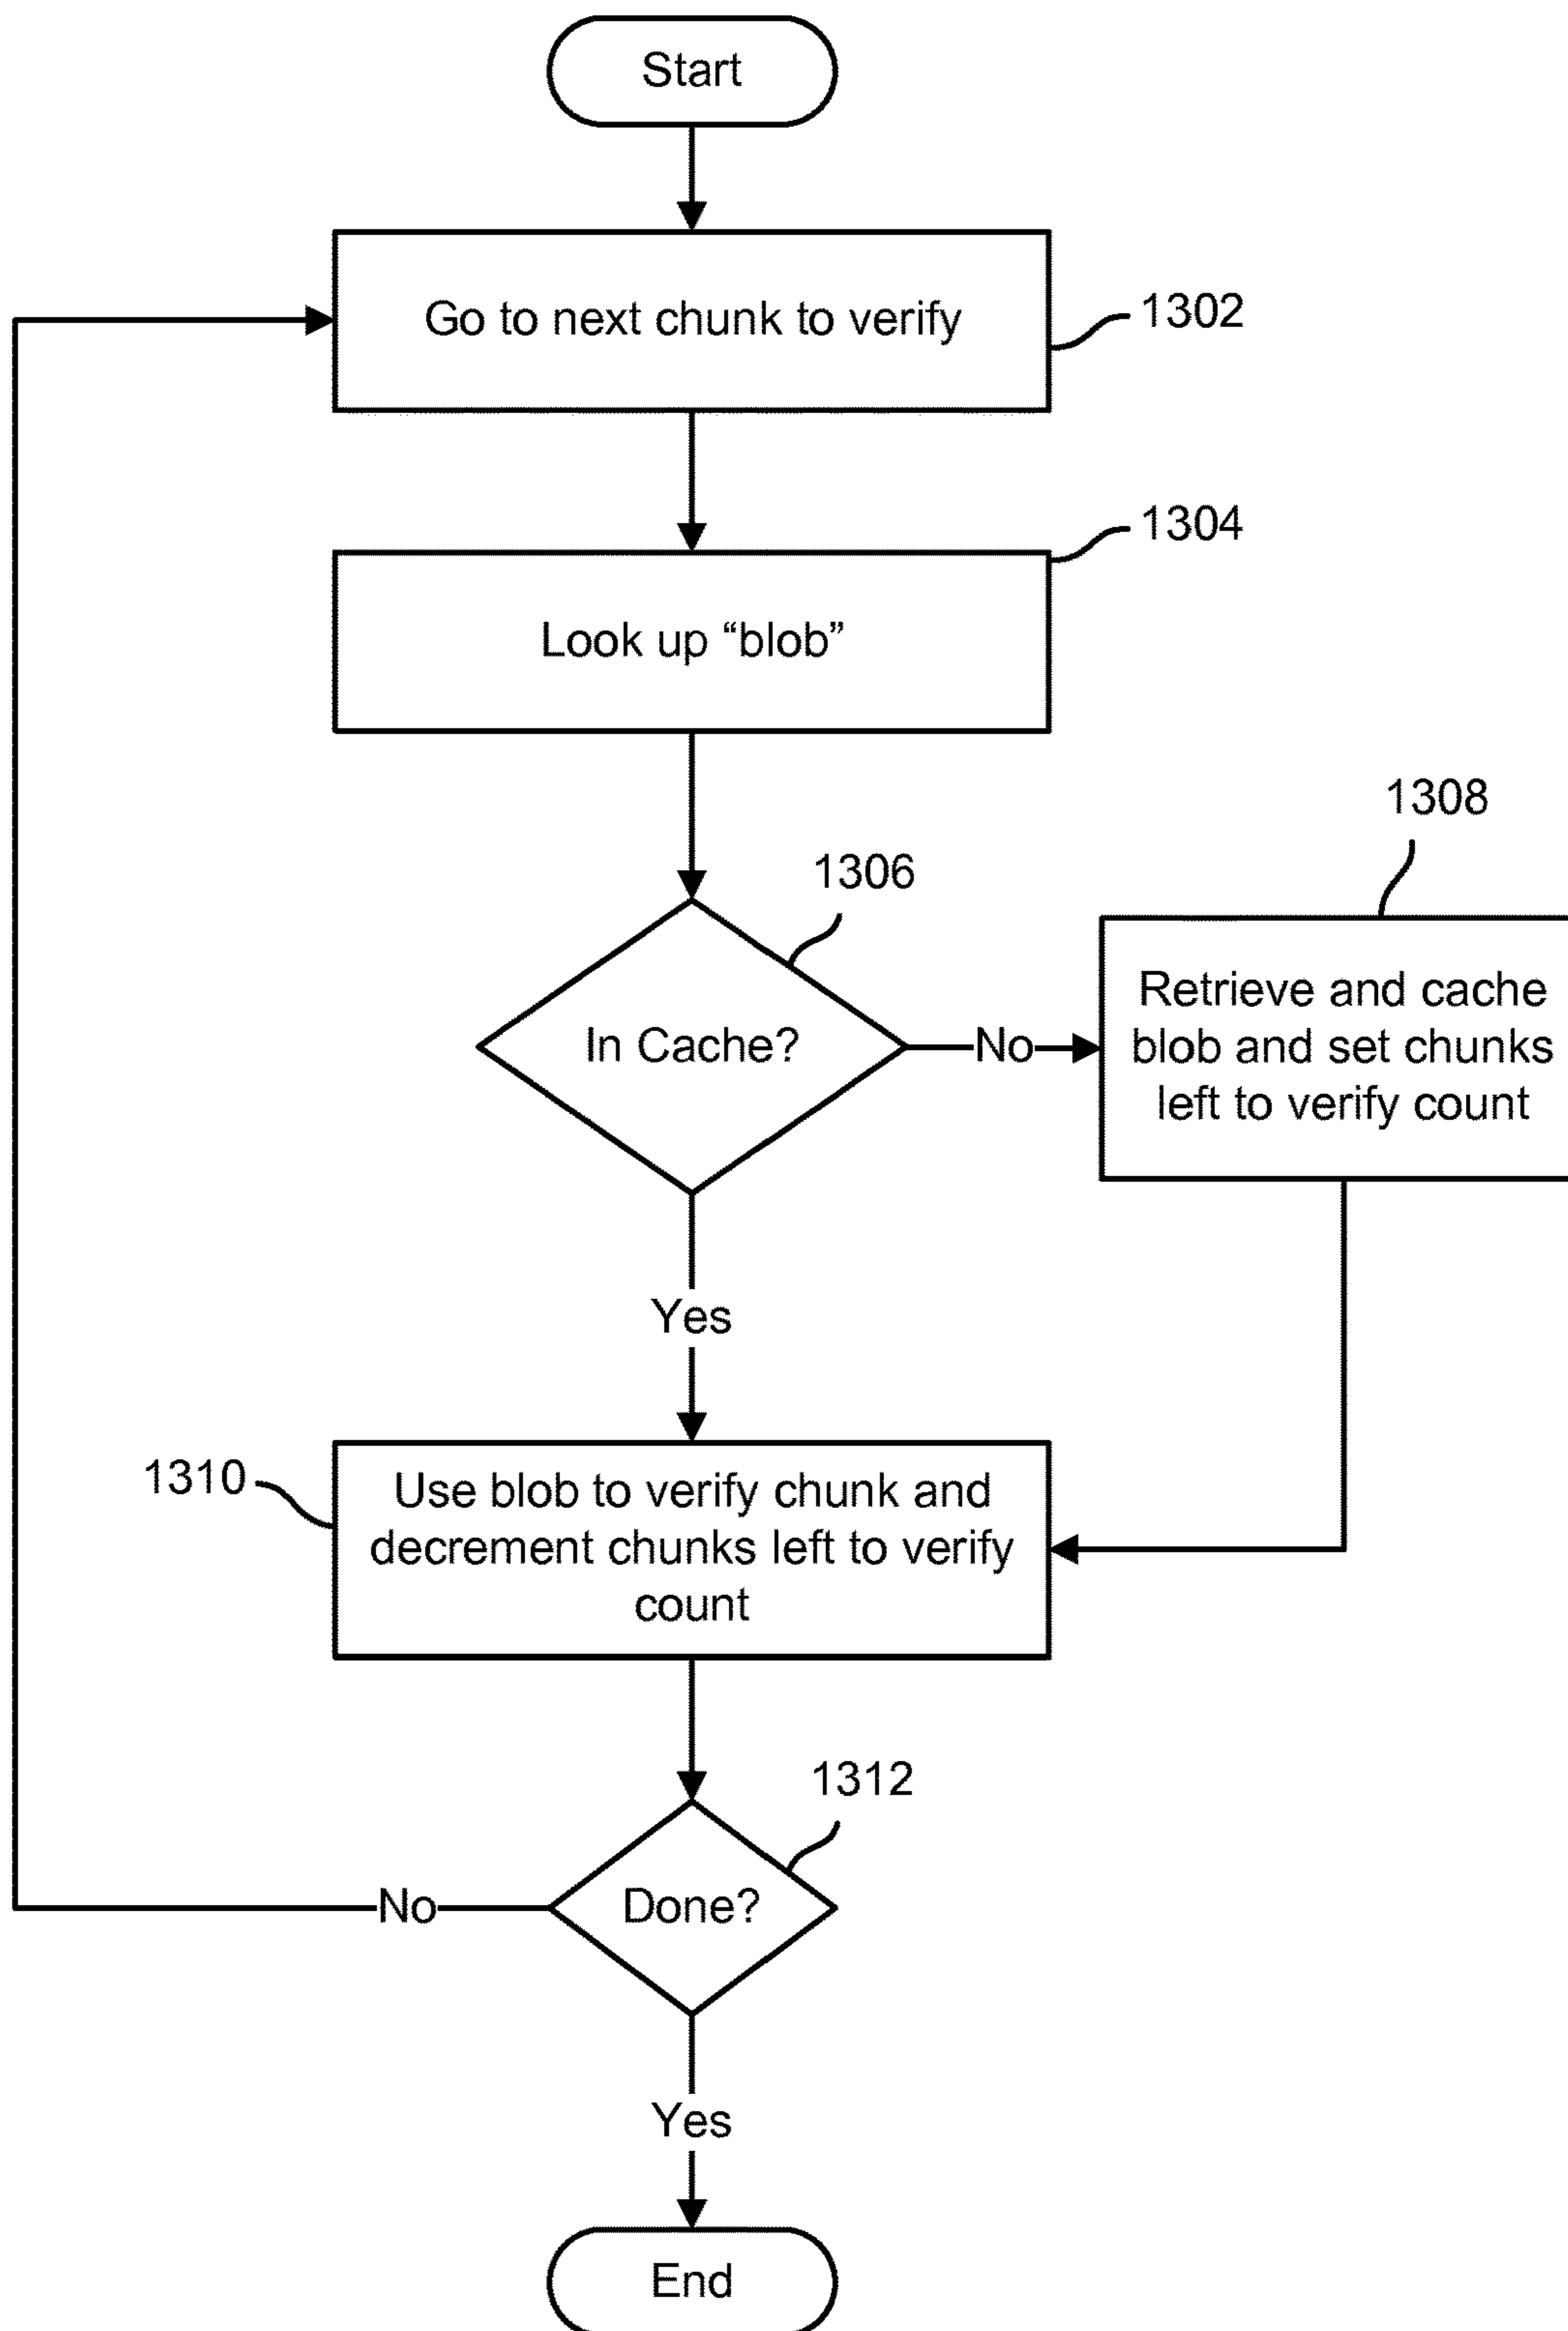 Start
Go to next chunk to verify
1302
1304
Look up “blob”
1308
1306
In Cache?
No
Retrieve and cache
blob and set chunks
left to verify count
Yes
1310
Use blob to verify chunk and
decrement chunks left to verify
count
1312
No
Done?
Yes
End